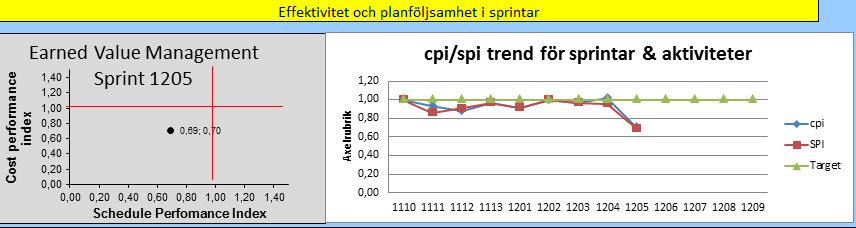 Effektivitet och planföljsamhet i sprintar
Earned Value Management
Sprint 1205
Cost performance
index
1,40
1,20
1,00
0,80
0,60
0,40
0,20
0,00
0,69; 0,70
0,00 0,20 0,40 0,60 0,80 1,00 1,20 1,40
Schedule Perfomance Index
cpi/spi trend för sprintar & aktiviteter
Axelrubrik
1,20
1,00
0,80
0,60
0,40
0,20
0,00
1110 1111 1112 1113 1201 1202 1203 1204 1205 1206 1207 1208 1209
cpi
SPI
Target